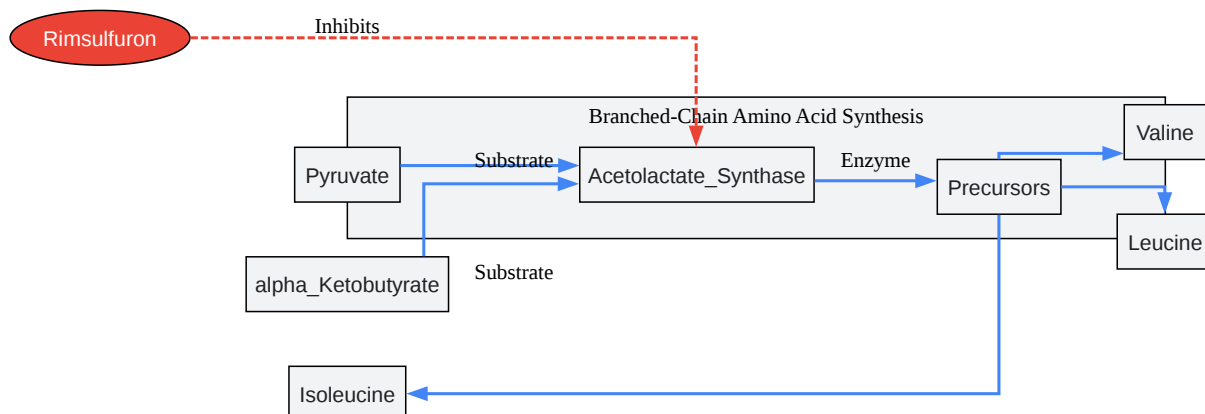 Rimsulfuron
Inhibits
Branched-Chain Amino Acid Synthesis
Valine
Pyruvate
Substrate
Acetolactate_Synthase
Enzyme
Precursors
Leucine
alpha_Ketobutyrate
Substrate
Isoleucine